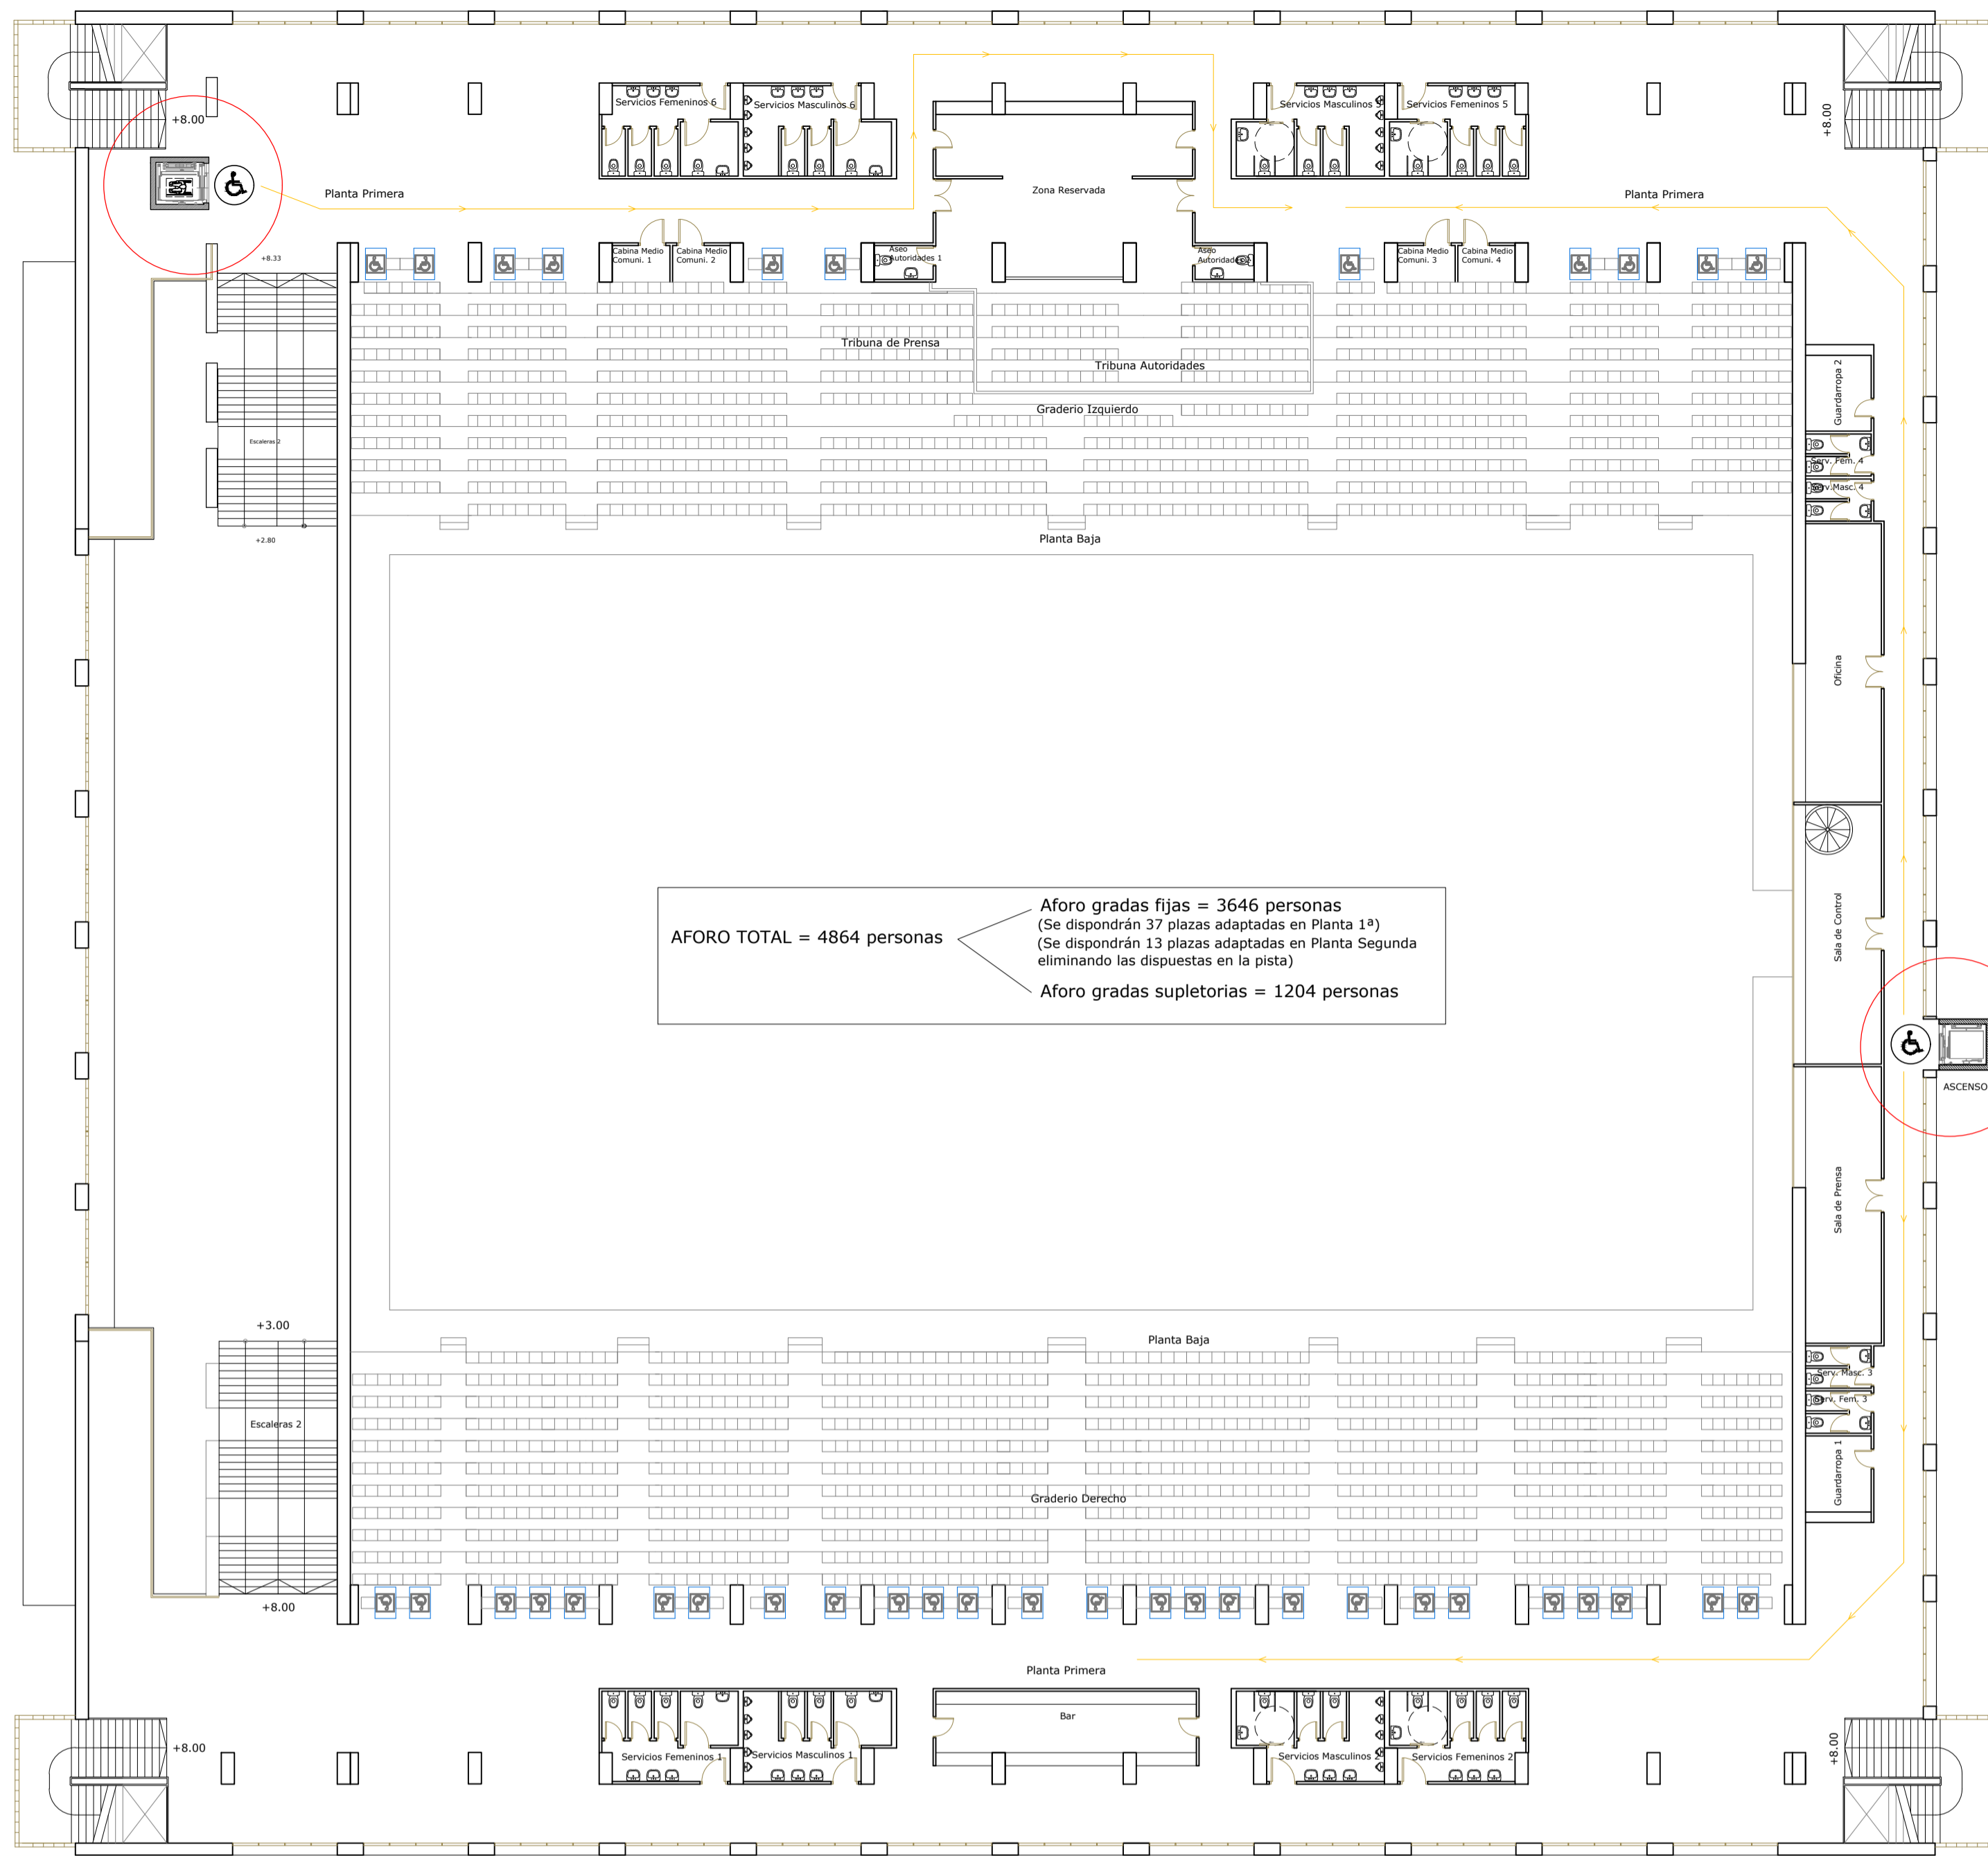 Servicios Femeninos 6
Servicios Masculinos 6
Servicios Masculinos 5
Servicios Femeninos 5
+8.00
+8.00
Planta Primera
Zona Reservada
Planta Primera
Cabina Medio
Comuni. 1
Cabina Medio
Comuni. 2
Aseo
Autoridades 1
Aseo
Autoridades
Cabina Medio
Comuni. 3
Cabina Medio
Comuni. 4
+8.33
Tribuna de Prensa
Tribuna Autoridades
Graderio Izquierdo
Guardarropa 2
Escaleras 2
Serv. Fem. 4
Serv.Masc. 4
+2.80
Planta Baja
Oficina
AFORO TOTAL = 4864 personas
Aforo gradas fijas = 3646 personas
(Se dispondrán 37 plazas adaptadas en Planta 1ª)
(Se dispondrán 13 plazas adaptadas en Planta Segunda
eliminando las dispuestas en la pista)
Aforo gradas supletorias = 1204 personas
Sala de Control
ASCENSO
Sala de Prensa
+3.00
Planta Baja
Serv. Masc. 3
Serv. Fem. 3
Escaleras 2
Guardarropa 1
Graderio Derecho
+8.00
Planta Primera
Bar
+8.00
+8.00
Servicios Femeninos 1
Servicios Masculinos 1
Servicios Masculinos 2
Servicios Femeninos 2